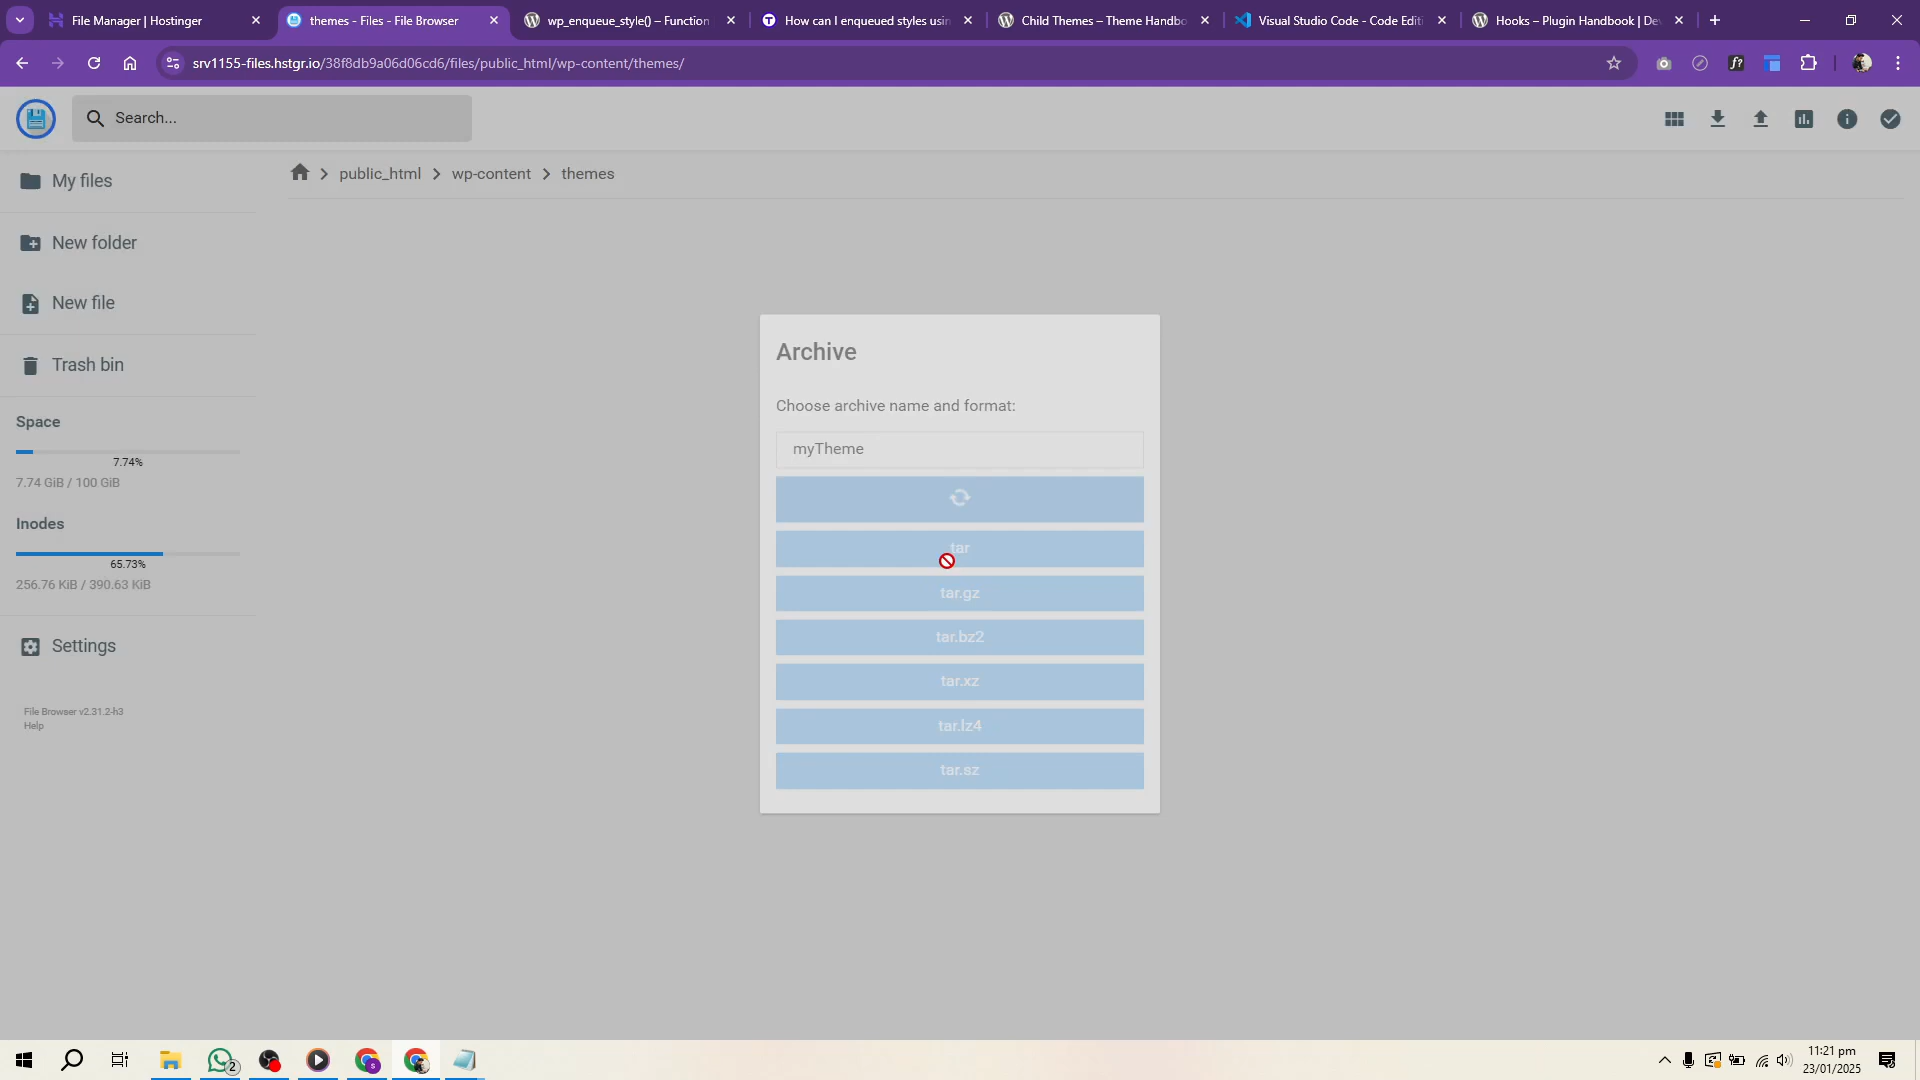 File Manager | Hostinger
themes - Files - File Browser
wp_enqueue_style() – Function
How can I enqueued styles usin
Child Themes – Theme Handbo
Visual Studio Code - Code Editi
Hooks – Plugin Handbook | De
srv1155-files.hstgr.io/38f8db9a06d06cd6/files/public_html/wp-content/themes/
f?
Search...
My files
public_html
wp-content
themes
New folder
New file
Trash bin
Space
7.74%
7.74 GiB / 100 GiB
Inodes
65.73%
256.76 KiB / 390.63 KiB
Settings
File Browser v2.31.2-h3
Help
Archive
Choose archive name and format:
myTheme
tar
tar.gz
tar.bz2
tar.xz
tar.lz4
tar.sz
2
s
11:21 pm
23/01/2025